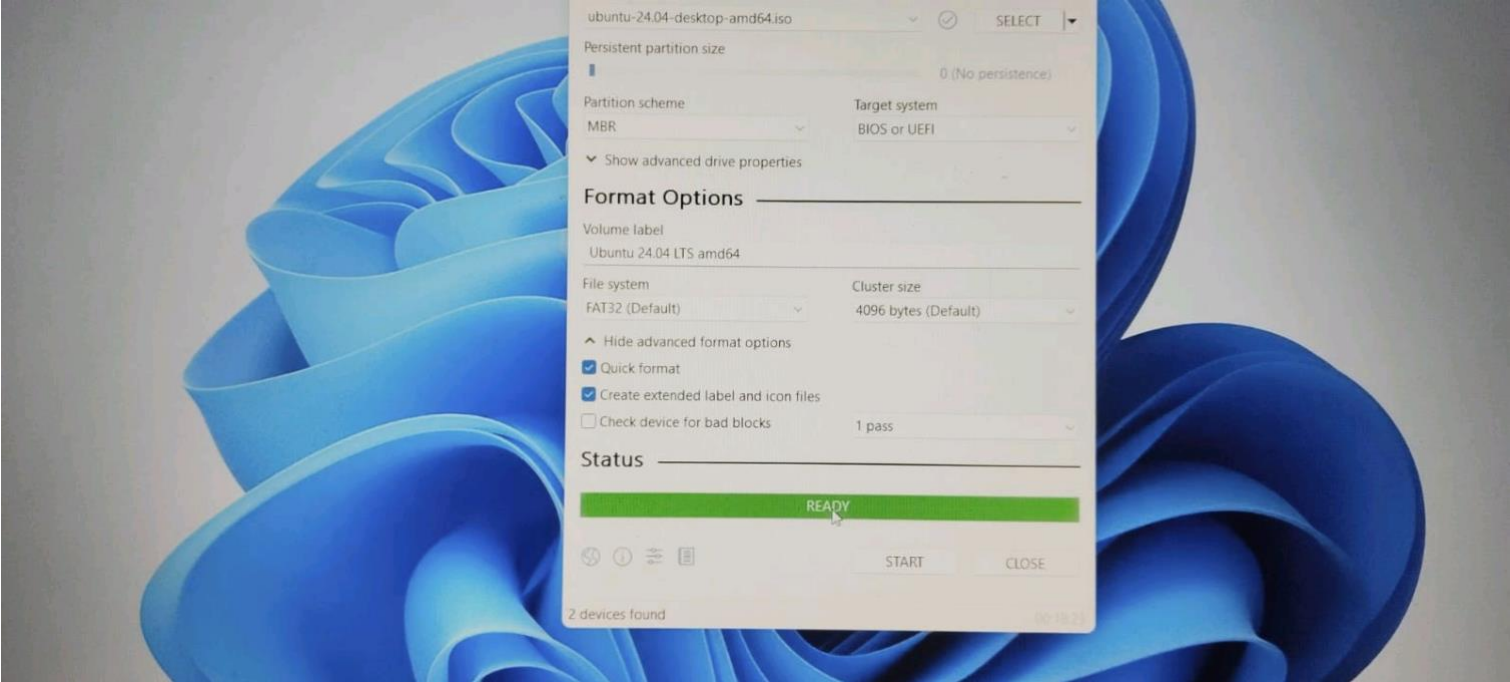 ubuntu-24.04-desktop-amd64.iso SELECT
Persistent partition size
0 (No persistence)
Partition scheme Target system
MBR BIOS or UEFI
Show advanced drive properties
Format Options
Volume label
Ubuntu 24.04 LTS amd64
File system Cluster size
FAT32 (Default) 4096 bytes (Default)
Hide advanced format options
Quick format
Create extended label and icon files
Check device for bad blocks 1 pass
Status
READY
START CLOSE
2 devices found